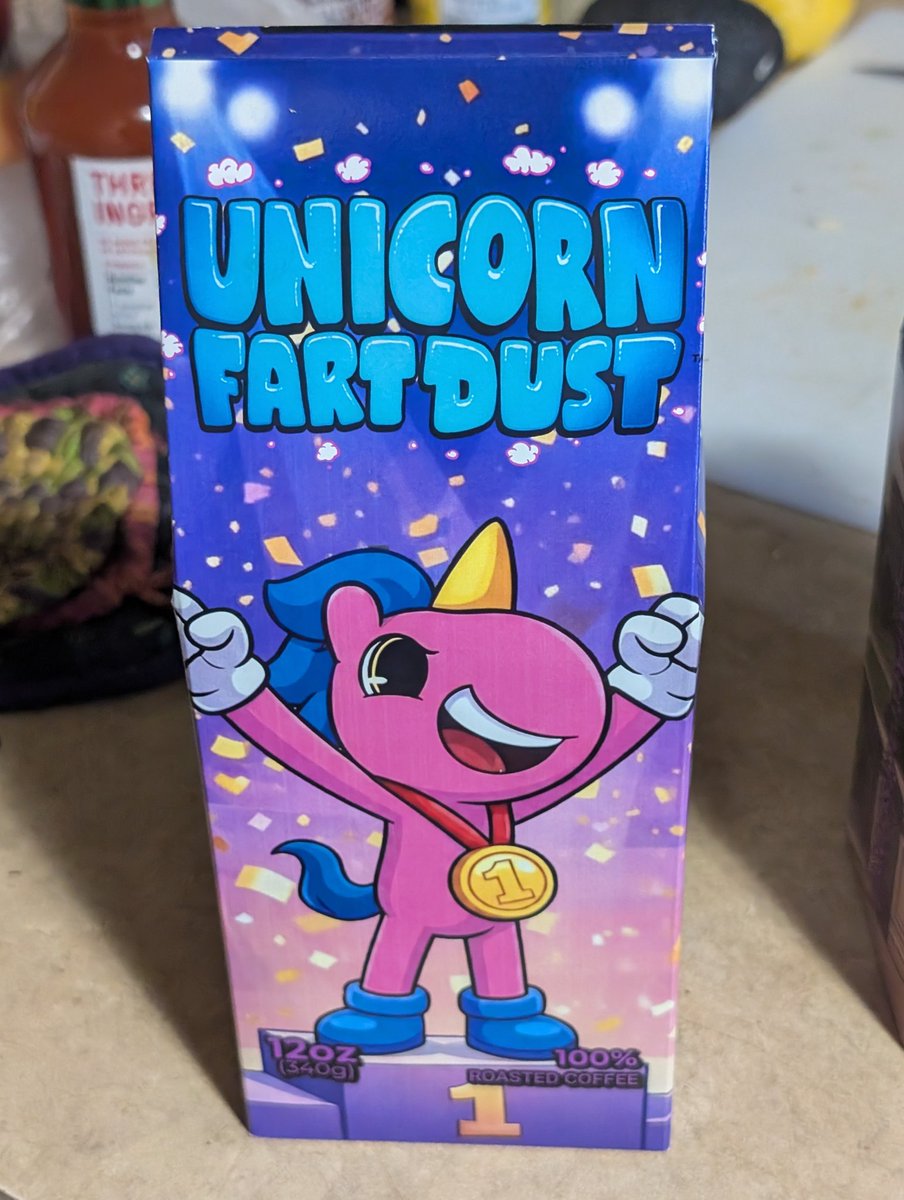 UNICORN
FART DUST
1
12oz
(340g)
100%
ROASTED COFFEE
1